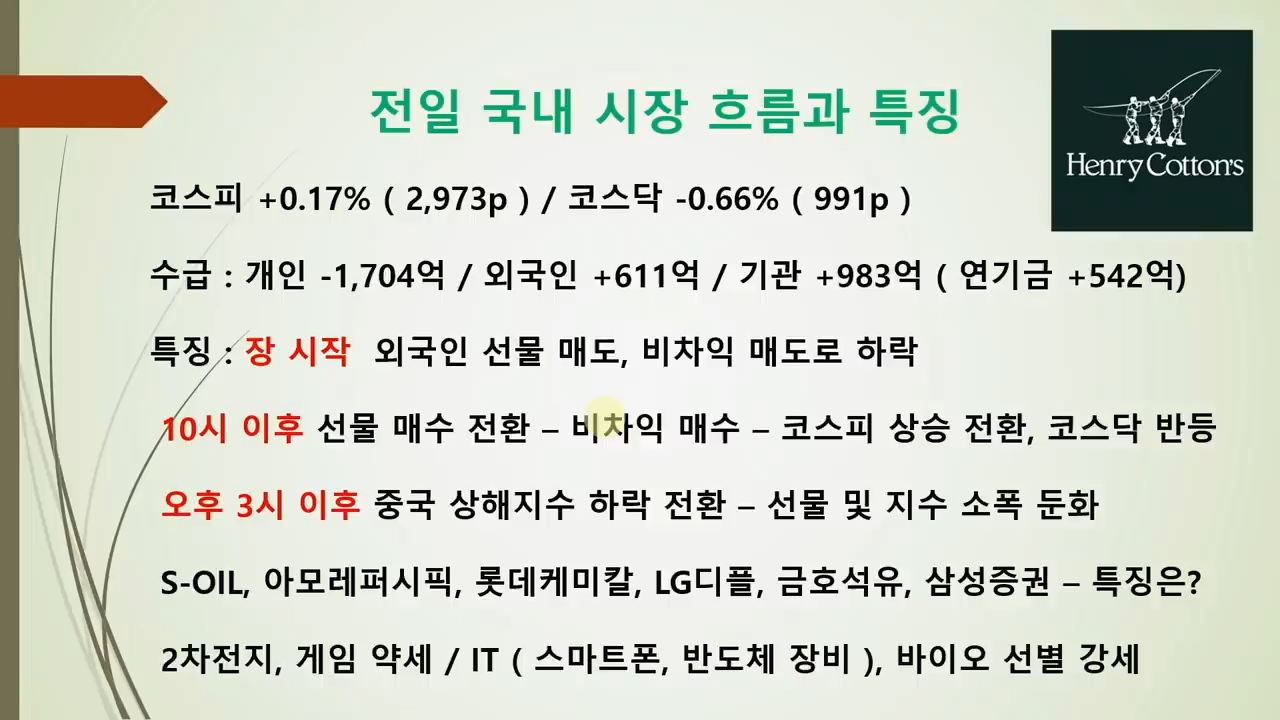 전일 국내 시장 흐름과 특징
Henry Cotton's
코스피 +0.17% ( 2,973p ) / 코스닥 -0.66% ( 991p )
수급 : 개인 -1,704억 / 외국인 +611억 / 기관 +983억 ( 연기금 +542억)
특징 : 장 시작 외국인 선물 매도, 비차익 매도로 하락
10시 이후 선물 매수 전환 – 비차익 매수 – 코스피 상승 전환, 코스닥 반등
오후 3시 이후 중국 상해지수 하락 전환 – 선물 및 지수 소폭 둔화
S-OIL, 아모레퍼시픽, 롯데케미칼, LG디플, 금호석유, 삼성증권 – 특징은?
2차전지, 게임 약세 / IT ( 스마트폰, 반도체 장비 ), 바이오 선별 강세